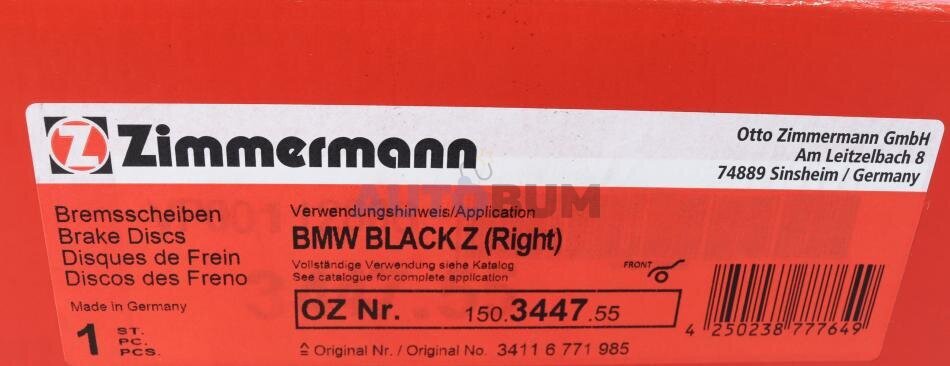 Z Zimmermann
Otto Zimmermann GmbH
Am Leitzelbach 8
74889 Sinsheim / Germany
AUTOBUM
Bremsscheiben
Brake Discs
Disques de Frein
Discos des Freno
Made in Germany
1 ST.
PC.
PCS.
Verwendungshinweis/Application
BMW BLACK Z (Right)
Vollständige Verwendung siehe Katalog
See catalogue for complete application
FRONT
OZ Nr. 150.3447.55
≙ Original Nr. / Original No. 3411 6 771 985
4 250238 777649